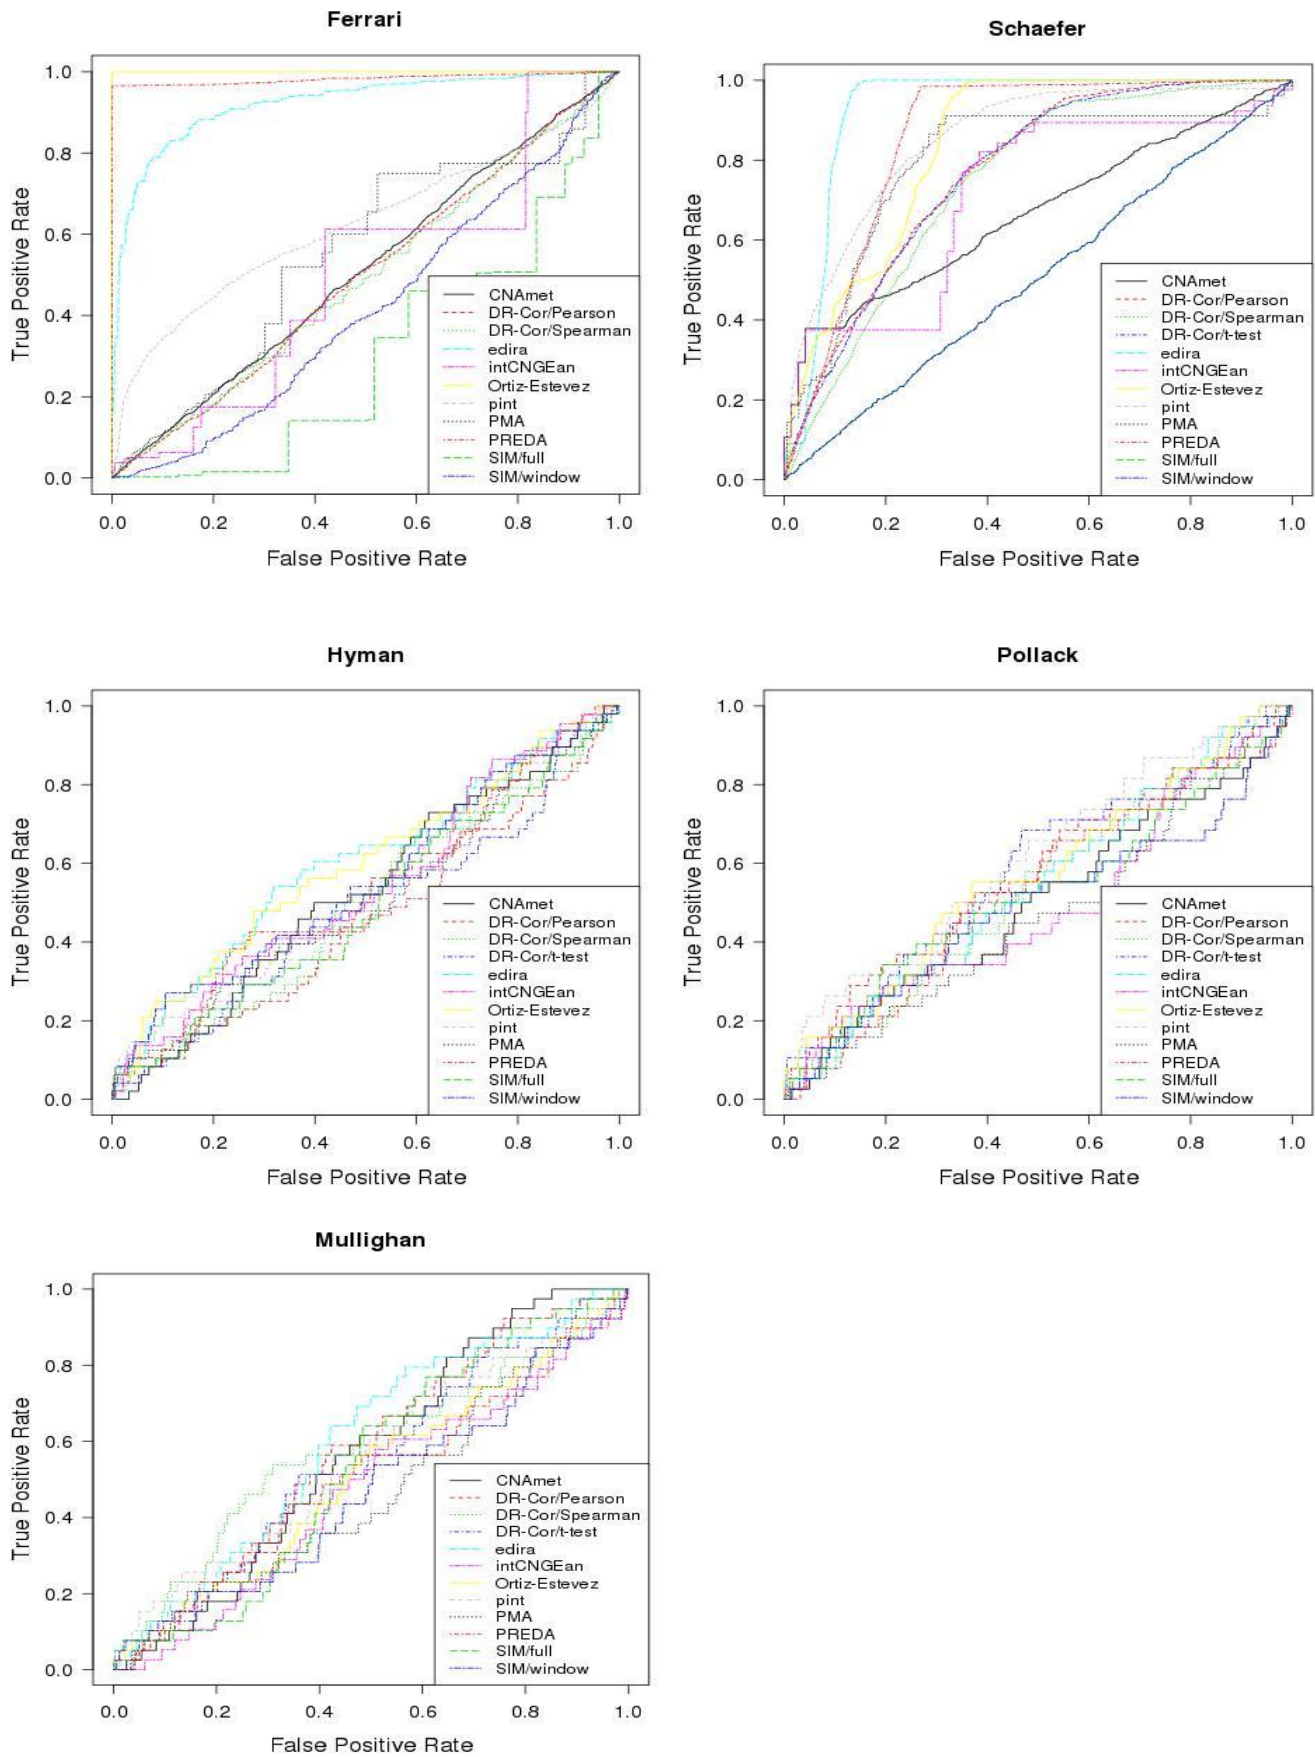 Ferrari
True Positive Rate
1.0
0.8
0.6
0.4
0.2
0.0
CNAmet
DR-Cor/Pearson
DR-Cor/Spearman
edira
intCNGEan
Ortiz-Estevez
pint
PMA
PREDA
SIM/full
SIM/window
0.0 0.2 0.4 0.6 0.8 1.0
False Positive Rate
Schaefer
True Positive Rate
1.0
0.8
0.6
0.4
0.2
0.0
CNAmet
DR-Cor/Pearson
DR-Cor/Spearman
DR-Cor/t-test
edira
intCNGEan
Ortiz-Estevez
pint
PMA
PREDA
SIM/full
SIM/window
0.0 0.2 0.4 0.6 0.8 1.0
False Positive Rate
Hyman
True Positive Rate
1.0
0.8
0.6
0.4
0.2
0.0
CNAmet
DR-Cor/Pearson
DR-Cor/Spearman
DR-Cor/t-test
edira
intCNGEan
Ortiz-Estevez
pint
PMA
PREDA
SIM/full
SIM/window
0.0 0.2 0.4 0.6 0.8 1.0
False Positive Rate
Pollack
True Positive Rate
1.0
0.8
0.6
0.4
0.2
0.0
CNAmet
DR-Cor/Pearson
DR-Cor/Spearman
DR-Cor/t-test
edira
intCNGEan
Ortiz-Estevez
pint
PMA
PREDA
SIM/full
SIM/window
0.0 0.2 0.4 0.6 0.8 1.0
False Positive Rate
Mullighan
True Positive Rate
1.0
0.8
0.6
0.4
0.2
0.0
CNAmet
DR-Cor/Pearson
DR-Cor/Spearman
DR-Cor/t-test
edira
intCNGEan
Ortiz-Estevez
pint
PMA
PREDA
SIM/full
SIM/window
0.0 0.2 0.4 0.6 0.8 1.0
False Positive Rate